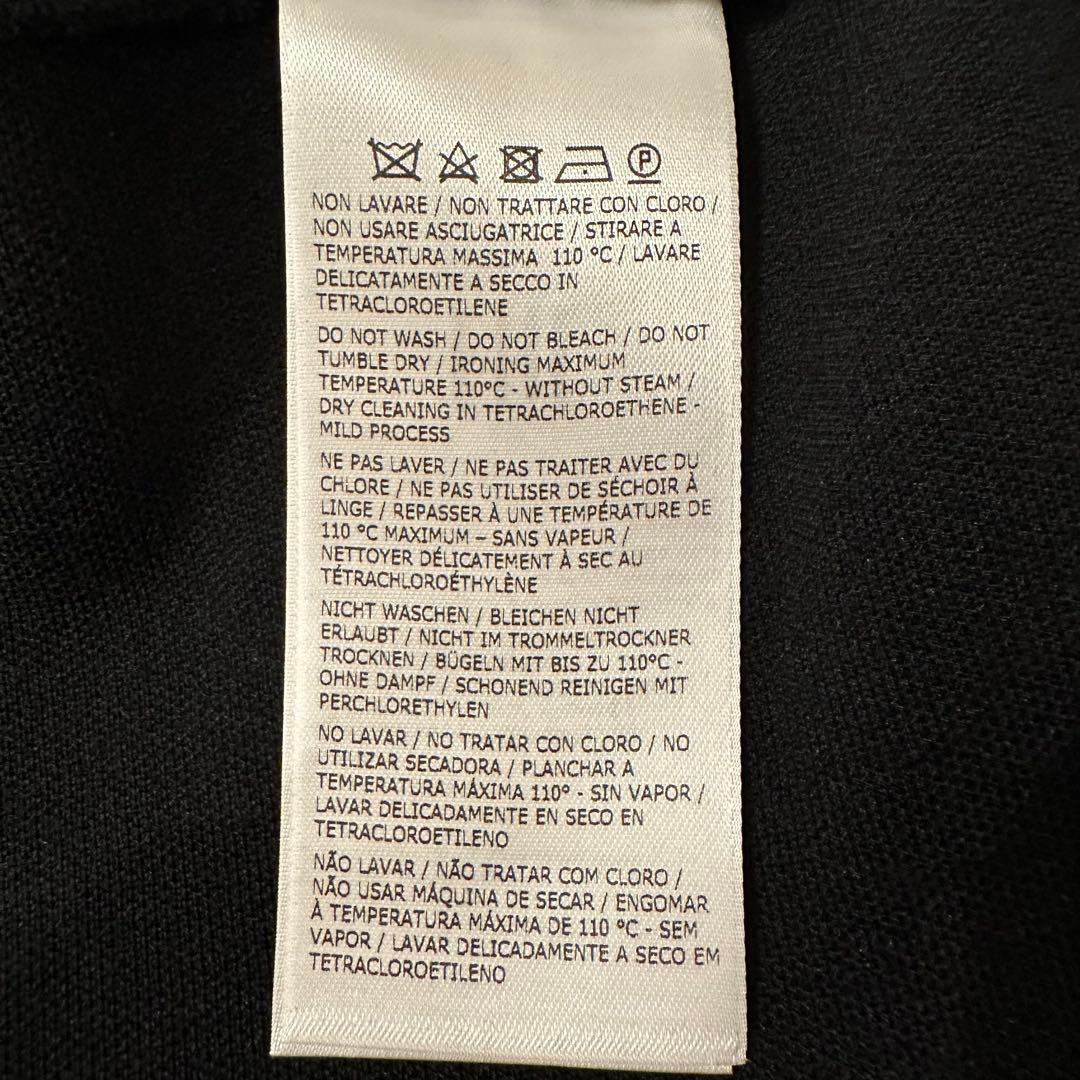 P
NON LAVARE / NON TRATTARE CON CLORO /
NON USARE ASCIUGATRICE / STIRARE A
TEMPERATURA MASSIMA 110 °C / LAVARE
DELICATAMENTE A SECCO IN
TETRACLOROETILENE
DO NOT WASH / DO NOT BLEACH / DO NOT
TUMBLE DRY / IRONING MAXIMUM
TEMPERATURE 110°C - WITHOUT STEAM /
DRY CLEANING IN TETRACHLOROETHENE -
MILD PROCESS
NE PAS LAVER / NE PAS TRAITER AVEC DU
CHLORE / NE PAS UTILISER DE SÉCHOIR À
LINGE / REPASSER À UNE TEMPÉRATURE DE
110 °C MAXIMUM – SANS VAPEUR /
NETTOYER DÉLICATEMENT À SEC AU
TÉTRACHLOROÉTHYLÈNE
NICHT WASCHEN / BLEICHEN NICHT
ERLAUBT / NICHT IM TROMMELTROCKNER
TROCKNEN / BÜGELN MIT BIS ZU 110°C -
OHNE DAMPF / SCHONEND REINIGEN MIT
PERCHLORETHYLEN
NO LAVAR / NO TRATAR CON CLORO / NO
UTILIZAR SECADORA / PLANCHAR A
TEMPERATURA MÁXIMA 110° - SIN VAPOR /
LAVAR DELICADAMENTE EN SECO EN
TETRACLOROETILENO
NÃO LAVAR / NÃO TRATAR COM CLORO /
NÃO USAR MÁQUINA DE SECAR / ENGOMAR
À TEMPERATURA MÁXIMA DE 110 °C - SEM
VAPOR / LAVAR DELICADAMENTE A SECO EM
TETRACLOROETILENO